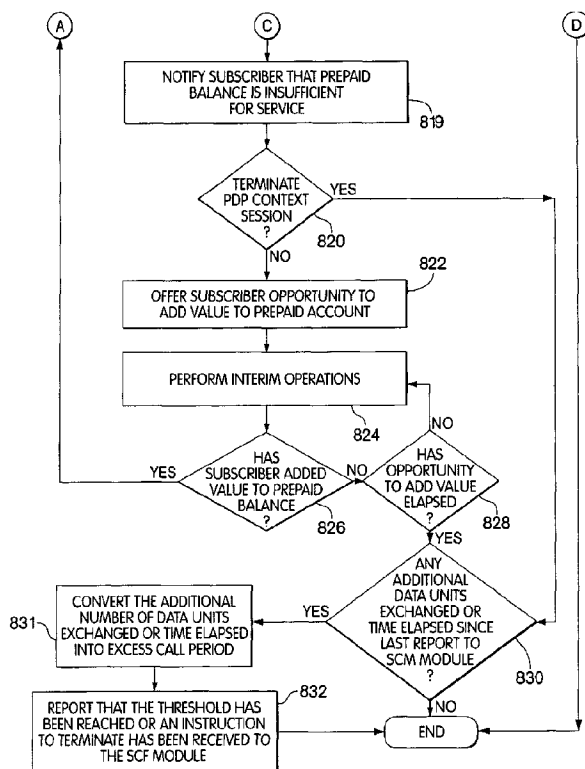 A
C
D
NOTIFY SUBSCRIBER THAT PREPAID
BALANCE IS INSUFFICIENT
FOR SERVICE
819
TERMINATE
PDP CONTEXT
SESSION
?
YES
820
NO
822
OFFER SUBSCRIBER OPPORTUNITY TO
ADD VALUE TO PREPAID ACCOUNT
PERFORM INTERIM OPERATIONS
824
NO
YES
HAS
SUBSCRIBER ADDED
VALUE TO PREPAID
BALANCE
?
826
NO
HAS
OPPORTUNITY
TO ADD VALUE
ELAPSED
?
828
YES
ANY
ADDITIONAL
DATA UNITS
EXCHANGED OR
TIME ELAPSED SINCE
LAST REPORT TO
SCM MODULE
?
830
YES
831
CONVERT THE ADDITIONAL
NUMBER OF DATA UNITS
EXCHANGED OR TIME ELAPSED
INTO EXCESS CALL PERIOD
832
REPORT THAT THE THRESHOLD HAS
BEEN REACHED OR AN INSTRUCTION
TO TERMINATE HAS BEEN RECEIVED TO
THE SCF MODULE
NO
END